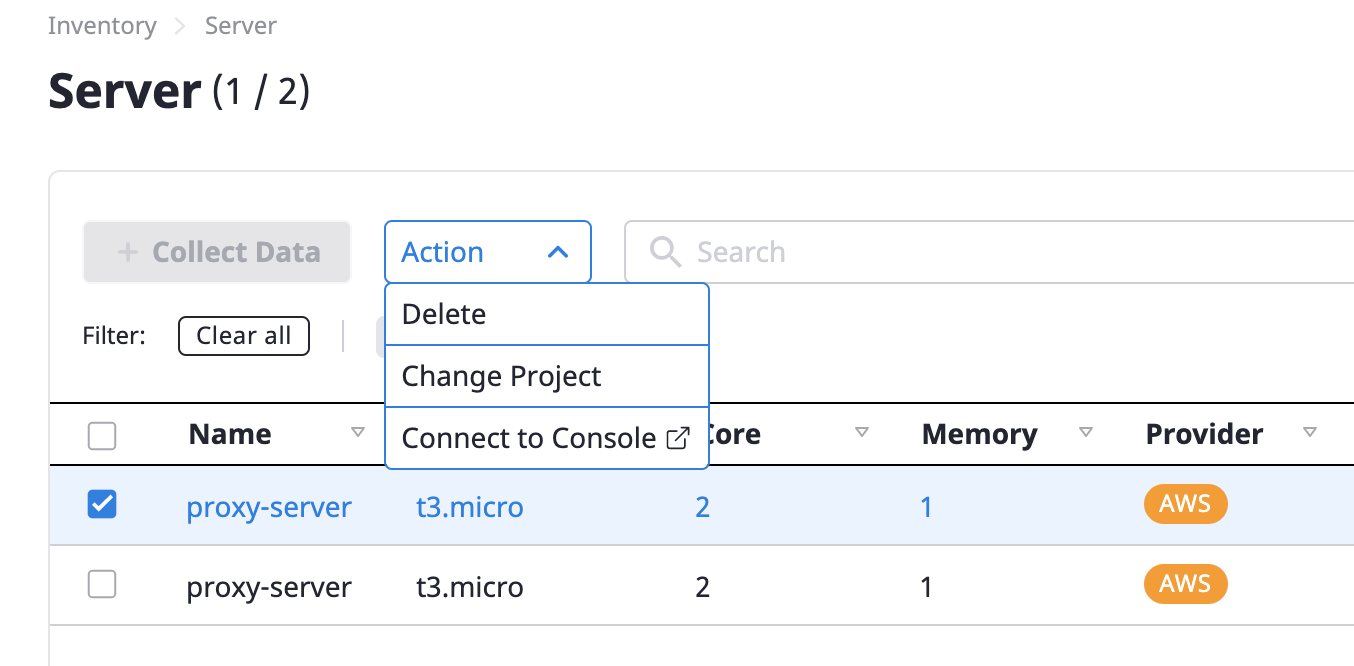 Inventory > Server
Server (1 / 2)
+ Collect Data Action Search
Delete
Filter: Clear all
Change Project
Connect to Console
Name Core Memory Provider
proxy-server t3.micro 2 1 AWS
proxy-server t3.micro 2 1 AWS